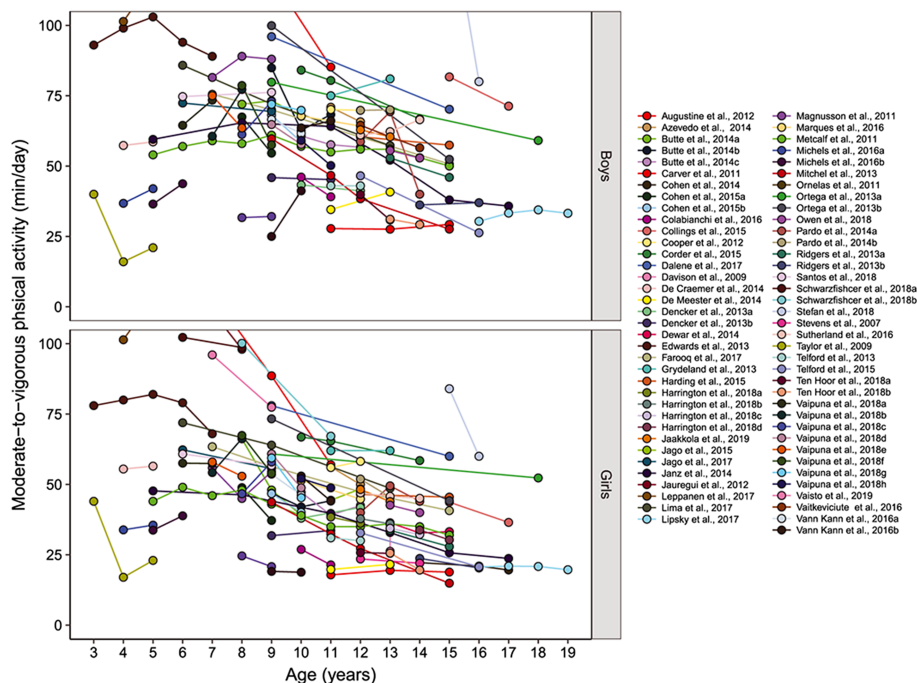 100
75
50
25
0
Boys
100
75
50
25
0
Girls
Moderate-to-vigorous phsical activity (min/day)
3 4 5 6 7 8 9 10 11 12 13 14 15 16 17 18 19
Age (years)
Augustine et al., 2012
Azevedo et al., 2014
Butte et al., 2014a
Butte et al., 2014b
Butte et al., 2014c
Carver et al., 2011
Cohen et al., 2014
Cohen et al., 2015a
Cohen et al., 2015b
Colabianchi et al., 2016
Collings et al., 2015
Cooper et al., 2012
Corder et al., 2015
Dalene et al., 2017
Davison et al., 2009
De Craemer et al., 2014
De Meester et al., 2014
Dencker et al., 2013a
Dencker et al., 2013b
Dewar et al., 2014
Edwards et al., 2013
Farooq et al., 2017
Grydeland et al., 2013
Harding et al., 2015
Harrington et al., 2018a
Harrington et al., 2018b
Harrington et al., 2018c
Harrington et al., 2018d
Jaakkola et al., 2019
Jago et al., 2015
Jago et al., 2017
Janz et al., 2014
Jauregui et al., 2012
Leppanen et al., 2017
Lima et al., 2017
Lipsky et al., 2017
Magnusson et al., 2011
Marques et al., 2016
Metcalf et al., 2011
Michels et al., 2016a
Michels et al., 2016b
Mitchel et al., 2013
Ornelas et al., 2011
Ortega et al., 2013a
Ortega et al., 2013b
Owen et al., 2018
Pardo et al., 2014a
Pardo et al., 2014b
Ridgers et al., 2013a
Ridgers et al., 2013b
Santos et al., 2018
Schwarzfishcer et al., 2018a
Schwarzfishcer et al., 2018b
Stefan et al., 2018
Stevens et al., 2007
Sutherland et al., 2016
Taylor et al., 2009
Telford et al., 2013
Telford et al., 2015
Ten Hoor et al., 2018a
Ten Hoor et al., 2018b
Vaipuna et al., 2018a
Vaipuna et al., 2018b
Vaipuna et al., 2018c
Vaipuna et al., 2018d
Vaipuna et al., 2018e
Vaipuna et al., 2018f
Vaipuna et al., 2018g
Vaipuna et al., 2018h
Vaisto et al., 2019
Vaitkeviciute et al., 2016
Vann Kann et al., 2016a
Vann Kann et al., 2016b